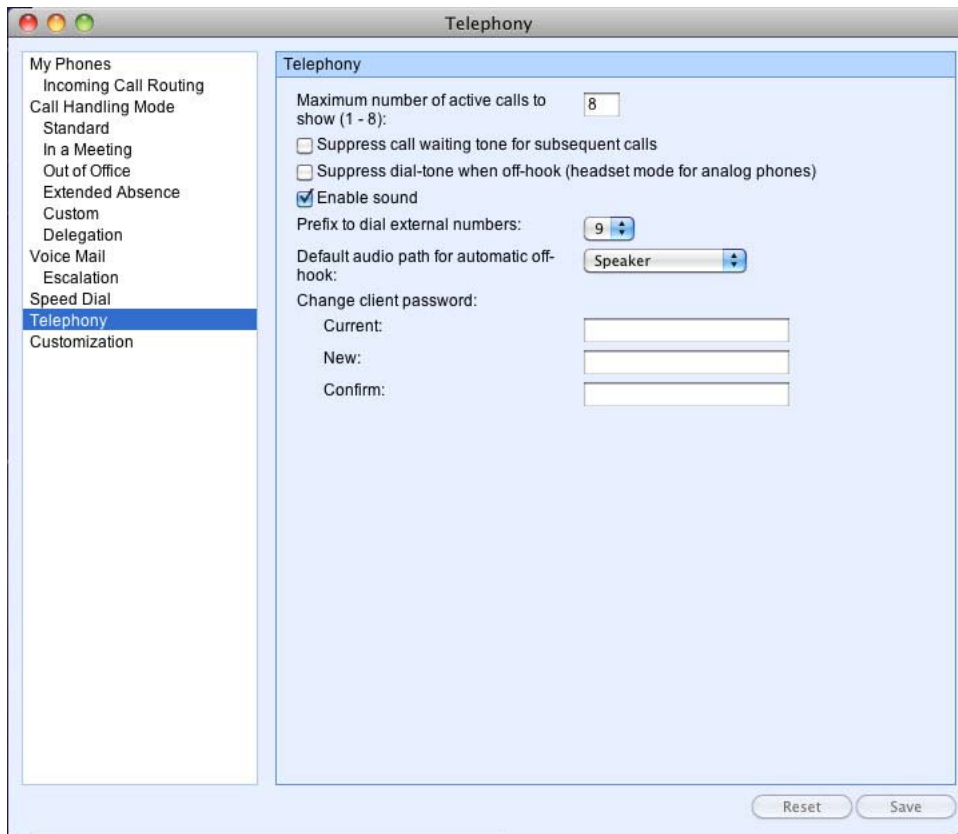 Telephony
My Phones
Incoming Call Routing
Call Handling Mode
Standard
In a Meeting
Out of Office
Extended Absence
Custom
Delegation
Voice Mail
Escalation
Speed Dial
Telephony
Customization
Telephony
Maximum number of active calls to
show (1 - 8):
8
Suppress call waiting tone for subsequent calls
Suppress dial-tone when off-hook (headset mode for analog phones)
Enable sound
Prefix to dial external numbers:
9
Default audio path for automatic off-
hook:
Speaker
Change client password:
Current:
New:
Confirm:
Reset
Save